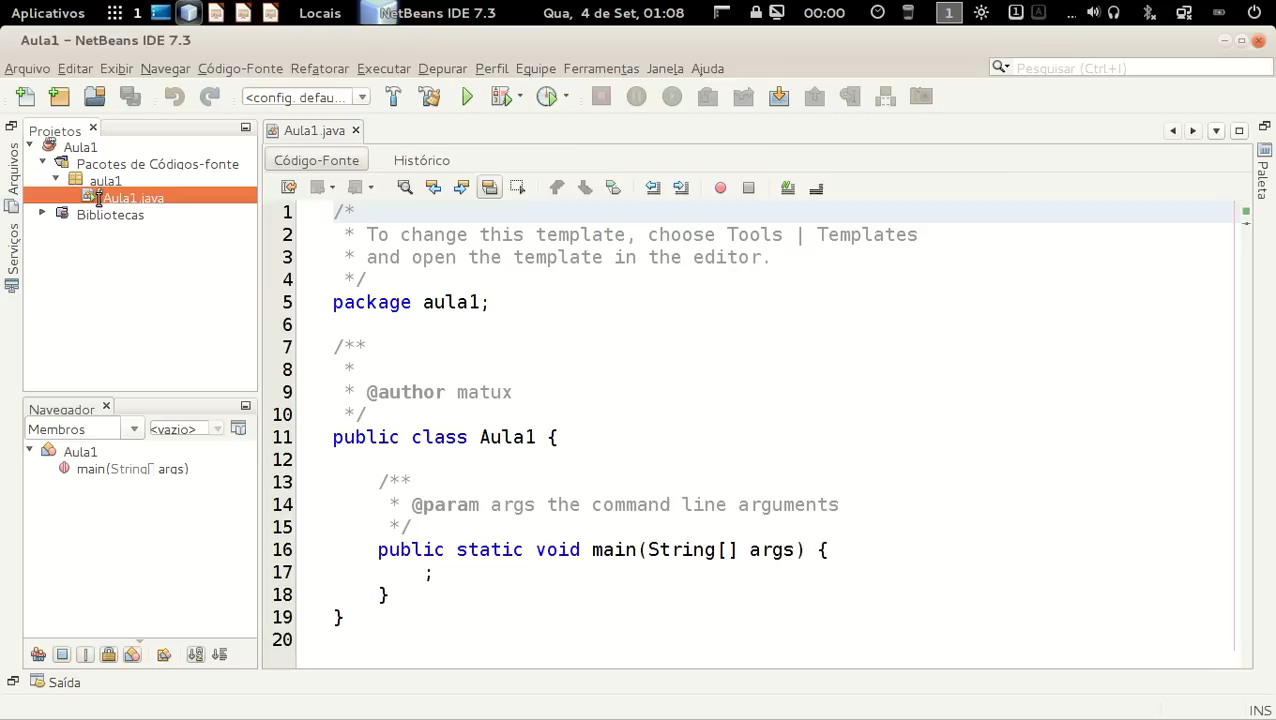 Aplicativos 1 Locais NetBeans IDE 7.3 Qua, 4 de Set, 01:08 00:00 1 1 A ...
Aula1 – NetBeans IDE 7.3
Arquivo Editar Exibir Navegar Código-Fonte Refatorar Executar Depurar Perfil Equipe Ferramentas Janela Ajuda Pesquisar (Ctrl+I)
<config. defau...
Projetos
Aula1
Pacotes de Códigos-fonte
aula1
Aula1.java
Bibliotecas
Arquivos
Serviços
Navegador
Membros <vazio>
Aula1
main(String[] args)
Aula1.java
Código-Fonte Histórico
1 /*
2 * To change this template, choose Tools | Templates
3 * and open the template in the editor.
4 */
5 package aula1;
6
7 /**
8 *
9 * @author matux
10 */
11 public class Aula1 {
12
13 /**
14 * @param args the command line arguments
15 */
16 public static void main(String[] args) {
17 ;
18 }
19 }
20
Paleta
Saída
INS